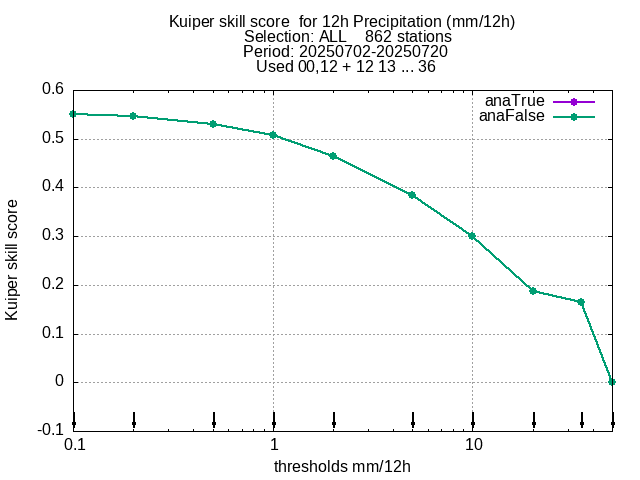 Kuiper skill score  for 12h Precipitation (mm/12h)
Selection: ALL    862 stations
Period: 20250702-20250720
Used 00,12 + 12 13 ... 36
anaTrue
anaFalse
0.6
0.5
0.4
0.3
0.2
0.1
0
-0.1
Kuiper skill score
0.1 1 10
thresholds mm/12h